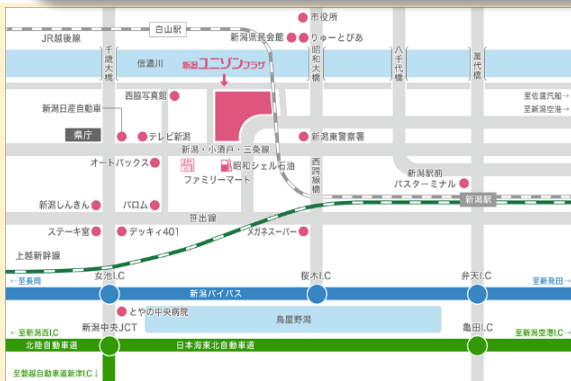 市役所
白山駅
JR越後線
新潟県民会館
りゅーとぴあ
千歳大橋
信濃川
新潟ユニゾンプラザ
昭和大橋
八千代橋
萬代橋
西脇写真館
至佐渡汽船→
至新潟空港→
新潟日産自動車
県庁
テレビ新潟
新潟東警察署
新潟・小須戸・三条線
オートバックス
昭和シェル石油
ファミリーマート
西跨線橋
新潟駅前
バスターミナル
新潟駅
新潟しんきん
パロム
笹出線
ステーキ宮
デッキィ401
メガネスーパー
上越新幹線
女池I.C
桜木I.C
弁天I.C
←至長岡
新潟バイパス
至新発田→
とやの中央病院
鳥屋野潟
新潟中央JCT
亀田I.C
←至新潟西I.C
至新潟空港I.C→
北陸自動車道
日本海東北自動車道
至磐越自動車道新津I.C↓